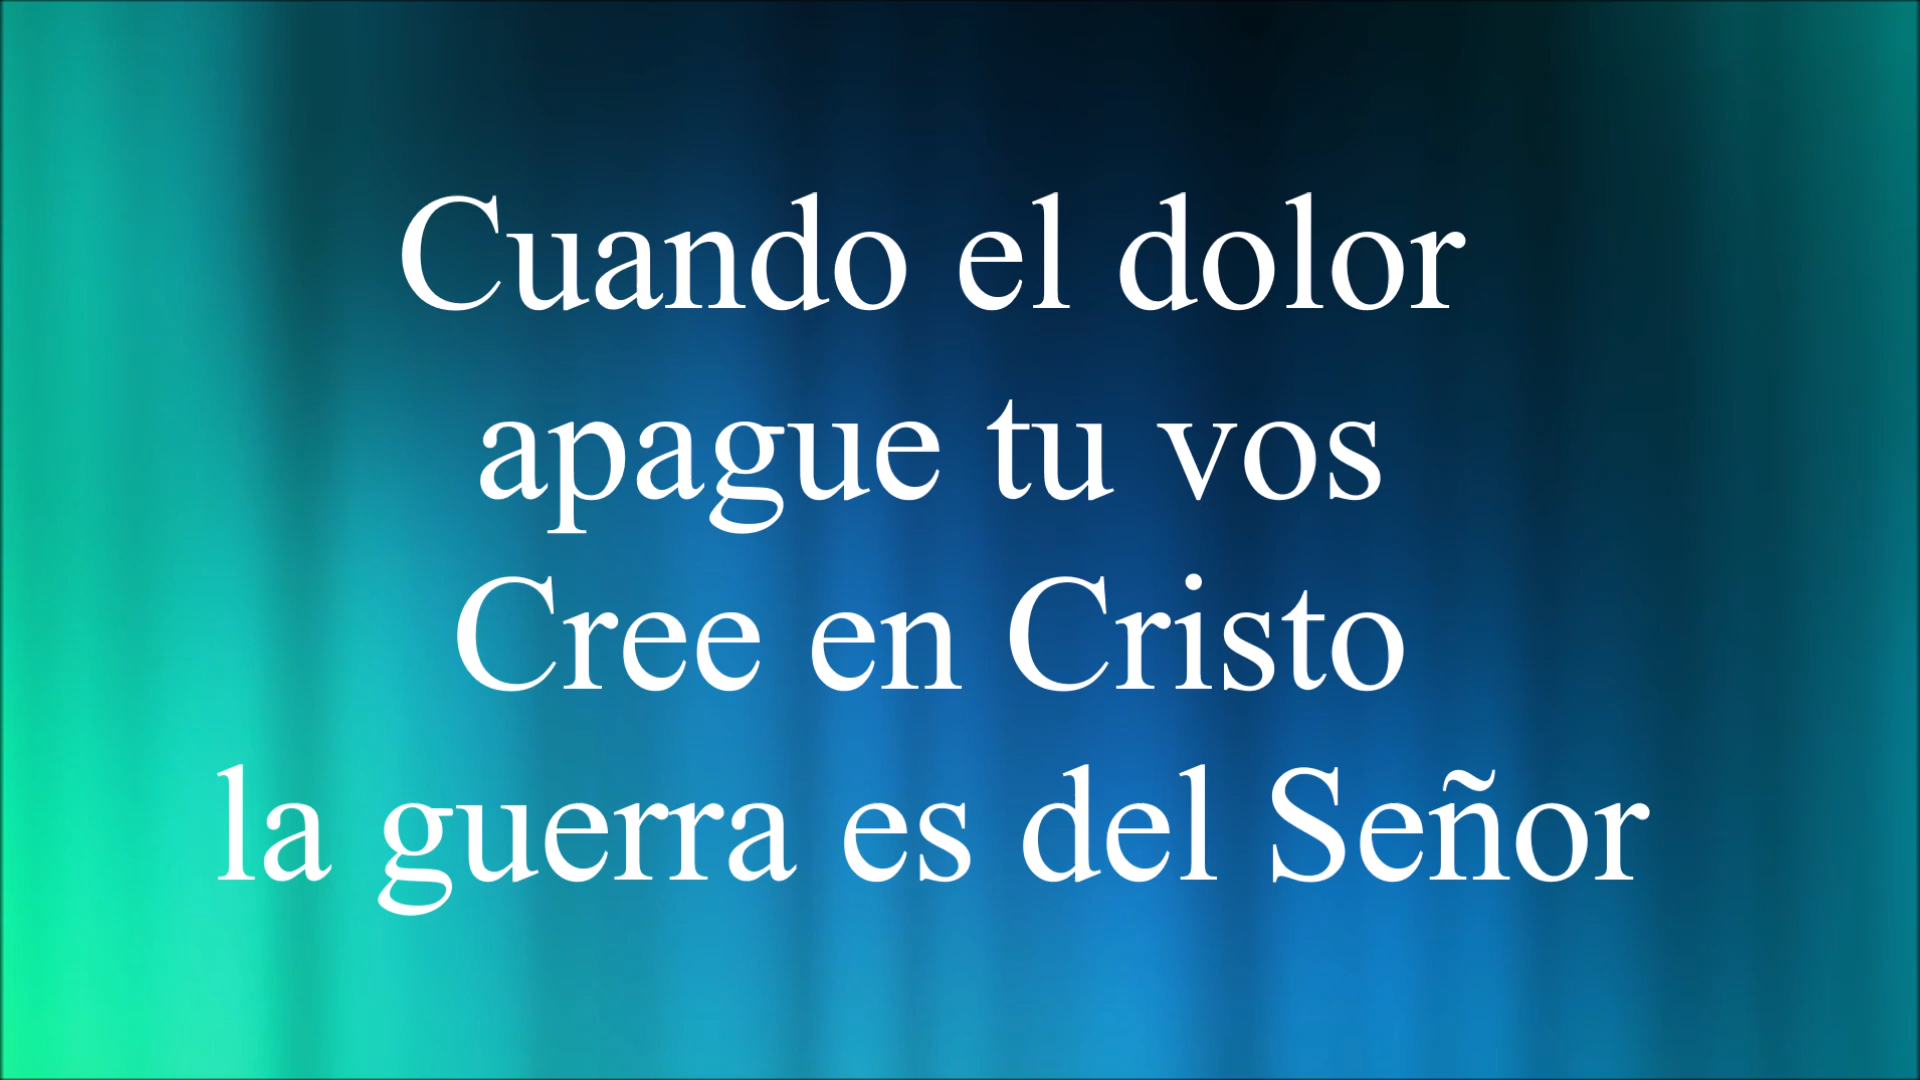 Cuando el dolor
apague tu vos
Cree en Cristo
la guerra es del Señor